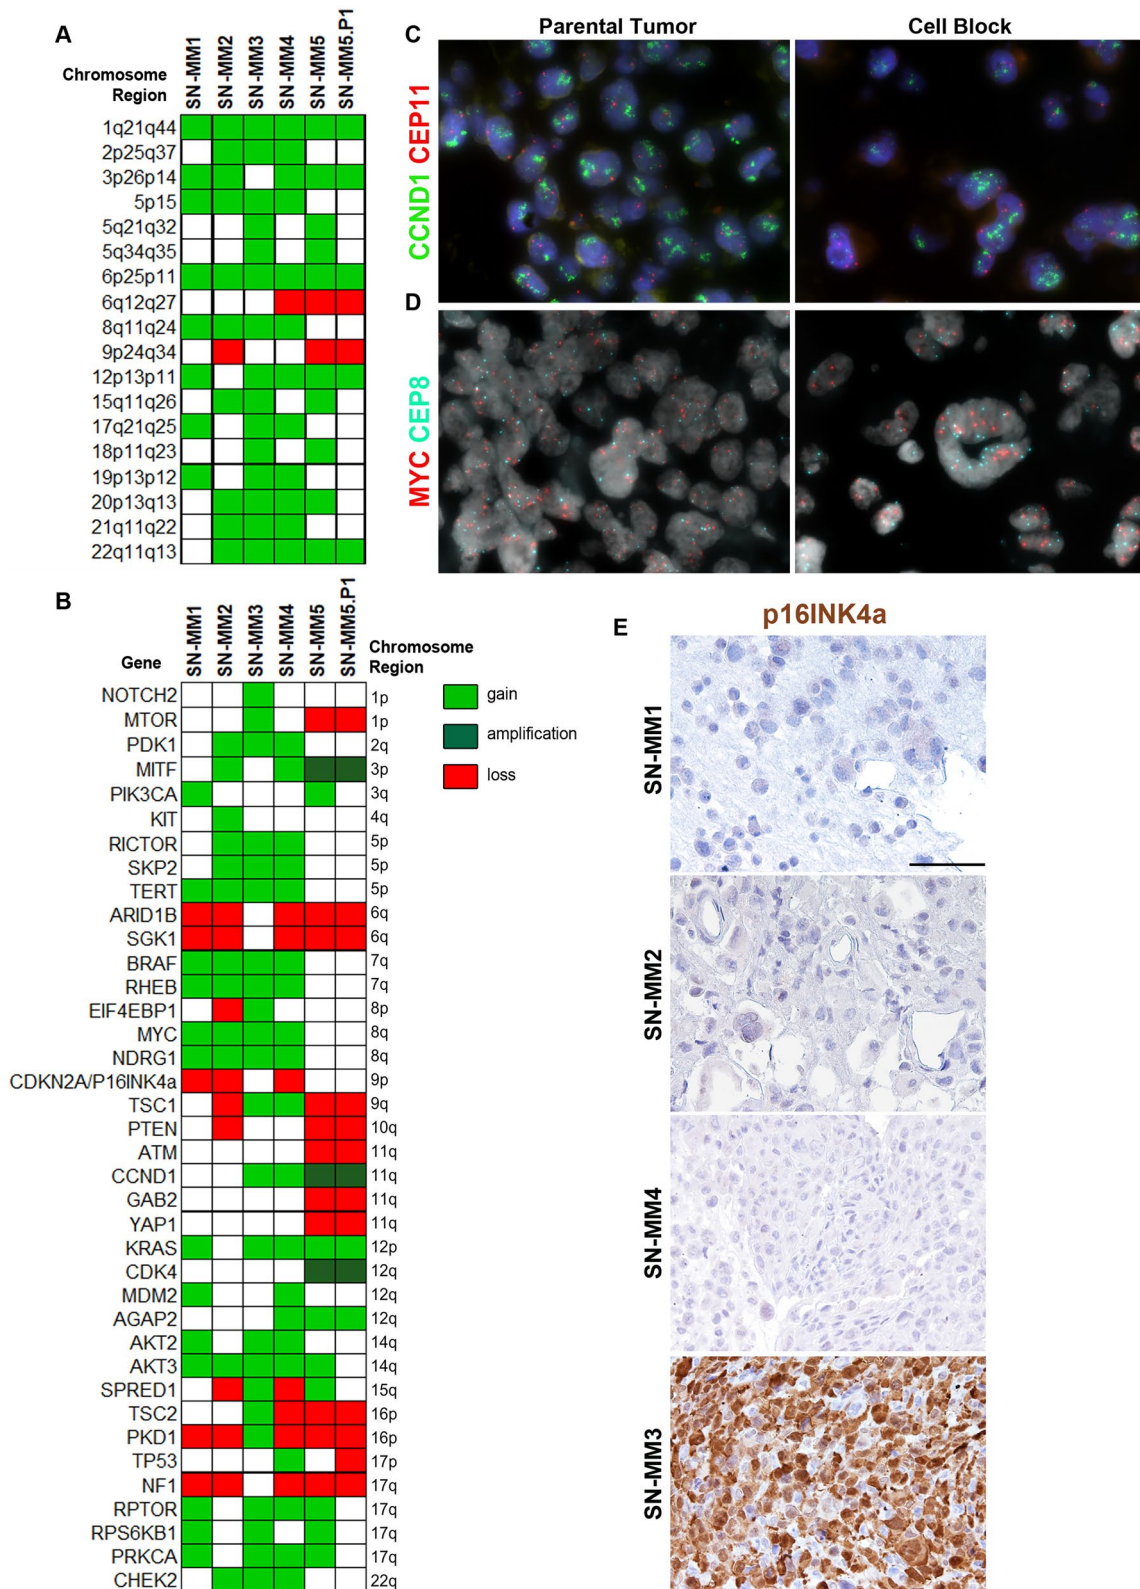 A
Chromosome
Region
SN-MM1
SN-MM2
SN-MM3
SN-MM4
SN-MM5
SN-MM5.P1
1q21q44
2p25q37
3p26p14
5p15
5q21q32
5q34q35
6p25p11
6q12q27
8q11q24
9p24q34
12p13p11
15q11q26
17q21q25
18p11q23
19p13p12
20p13q13
21q11q22
22q11q13
B
Gene
SN-MM1
SN-MM2
SN-MM3
SN-MM4
SN-MM5
SN-MM5.P1
Chromosome
Region
NOTCH2 1p
MTOR 1p
PDK1 2q
MITF 3p
PIK3CA 3q
KIT 4q
RICTOR 5p
SKP2 5p
TERT 5p
ARID1B 6q
SGK1 6q
BRAF 7q
RHEB 7q
EIF4EBP1 8p
MYC 8q
NDRG1 8q
CDKN2A/P16INK4a 9p
TSC1 9q
PTEN 10q
ATM 11q
CCND1 11q
GAB2 11q
YAP1 11q
KRAS 12p
CDK4 12q
MDM2 12q
AGAP2 12q
AKT2 14q
AKT3 14q
SPRED1 15q
TSC2 16p
PKD1 16p
TP53 17p
NF1 17q
RPTOR 17q
RPS6KB1 17q
PRKCA 17q
CHEK2 22q
gain
amplification
loss
C
Parental Tumor
Cell Block
CCND1 CEP11
D
MYC CEP8
E
p16INK4a
SN-MM1
SN-MM2
SN-MM4
SN-MM3